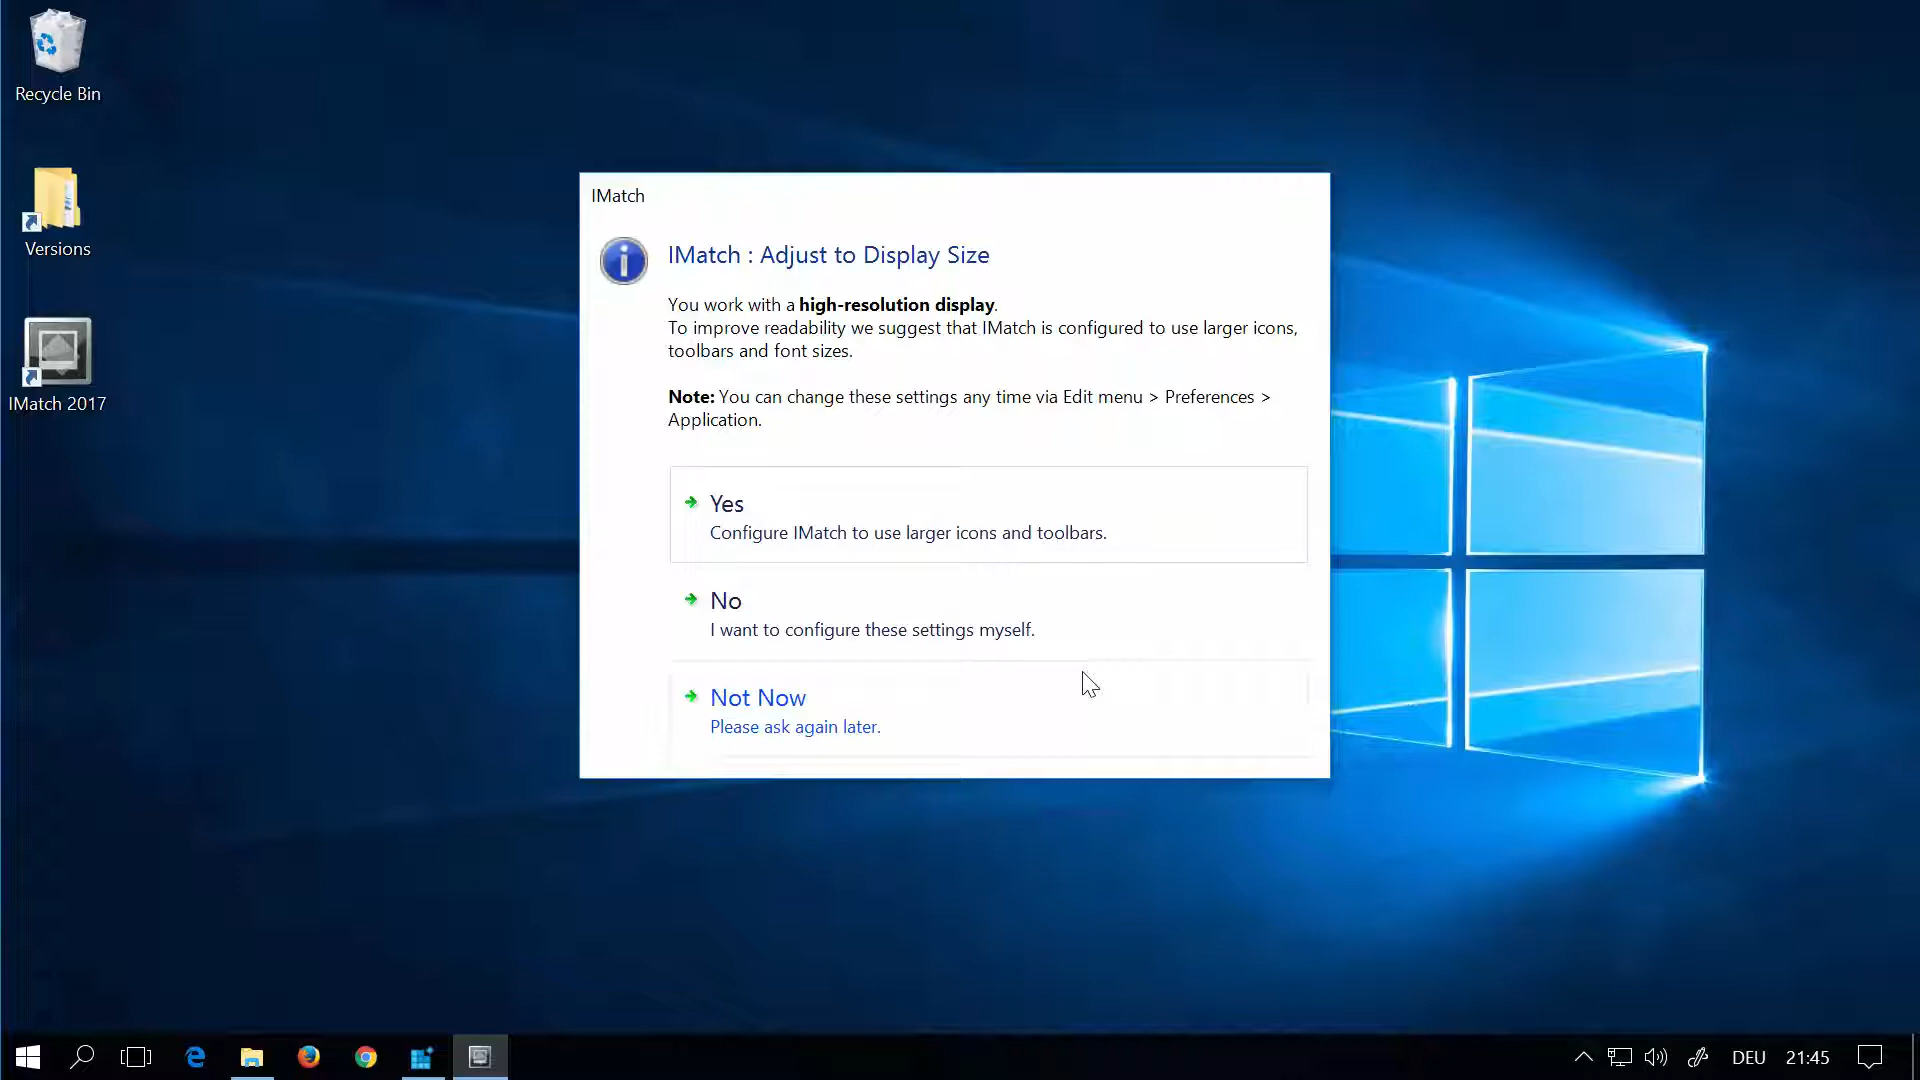 Recycle Bin
Versions
IMatch 2017
IMatch
IMatch : Adjust to Display Size
You work with a high-resolution display.
To improve readability we suggest that IMatch is configured to use larger icons,
toolbars and font sizes.
Note: You can change these settings any time via Edit menu > Preferences >
Application.
Yes
Configure IMatch to use larger icons and toolbars.
No
I want to configure these settings myself.
Not Now
Please ask again later.
DEU 21:45